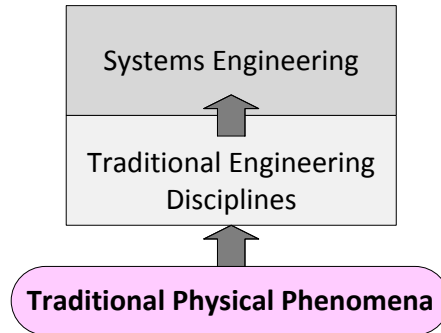 Systems Engineering
Traditional Engineering
Disciplines
Traditional Physical Phenomena